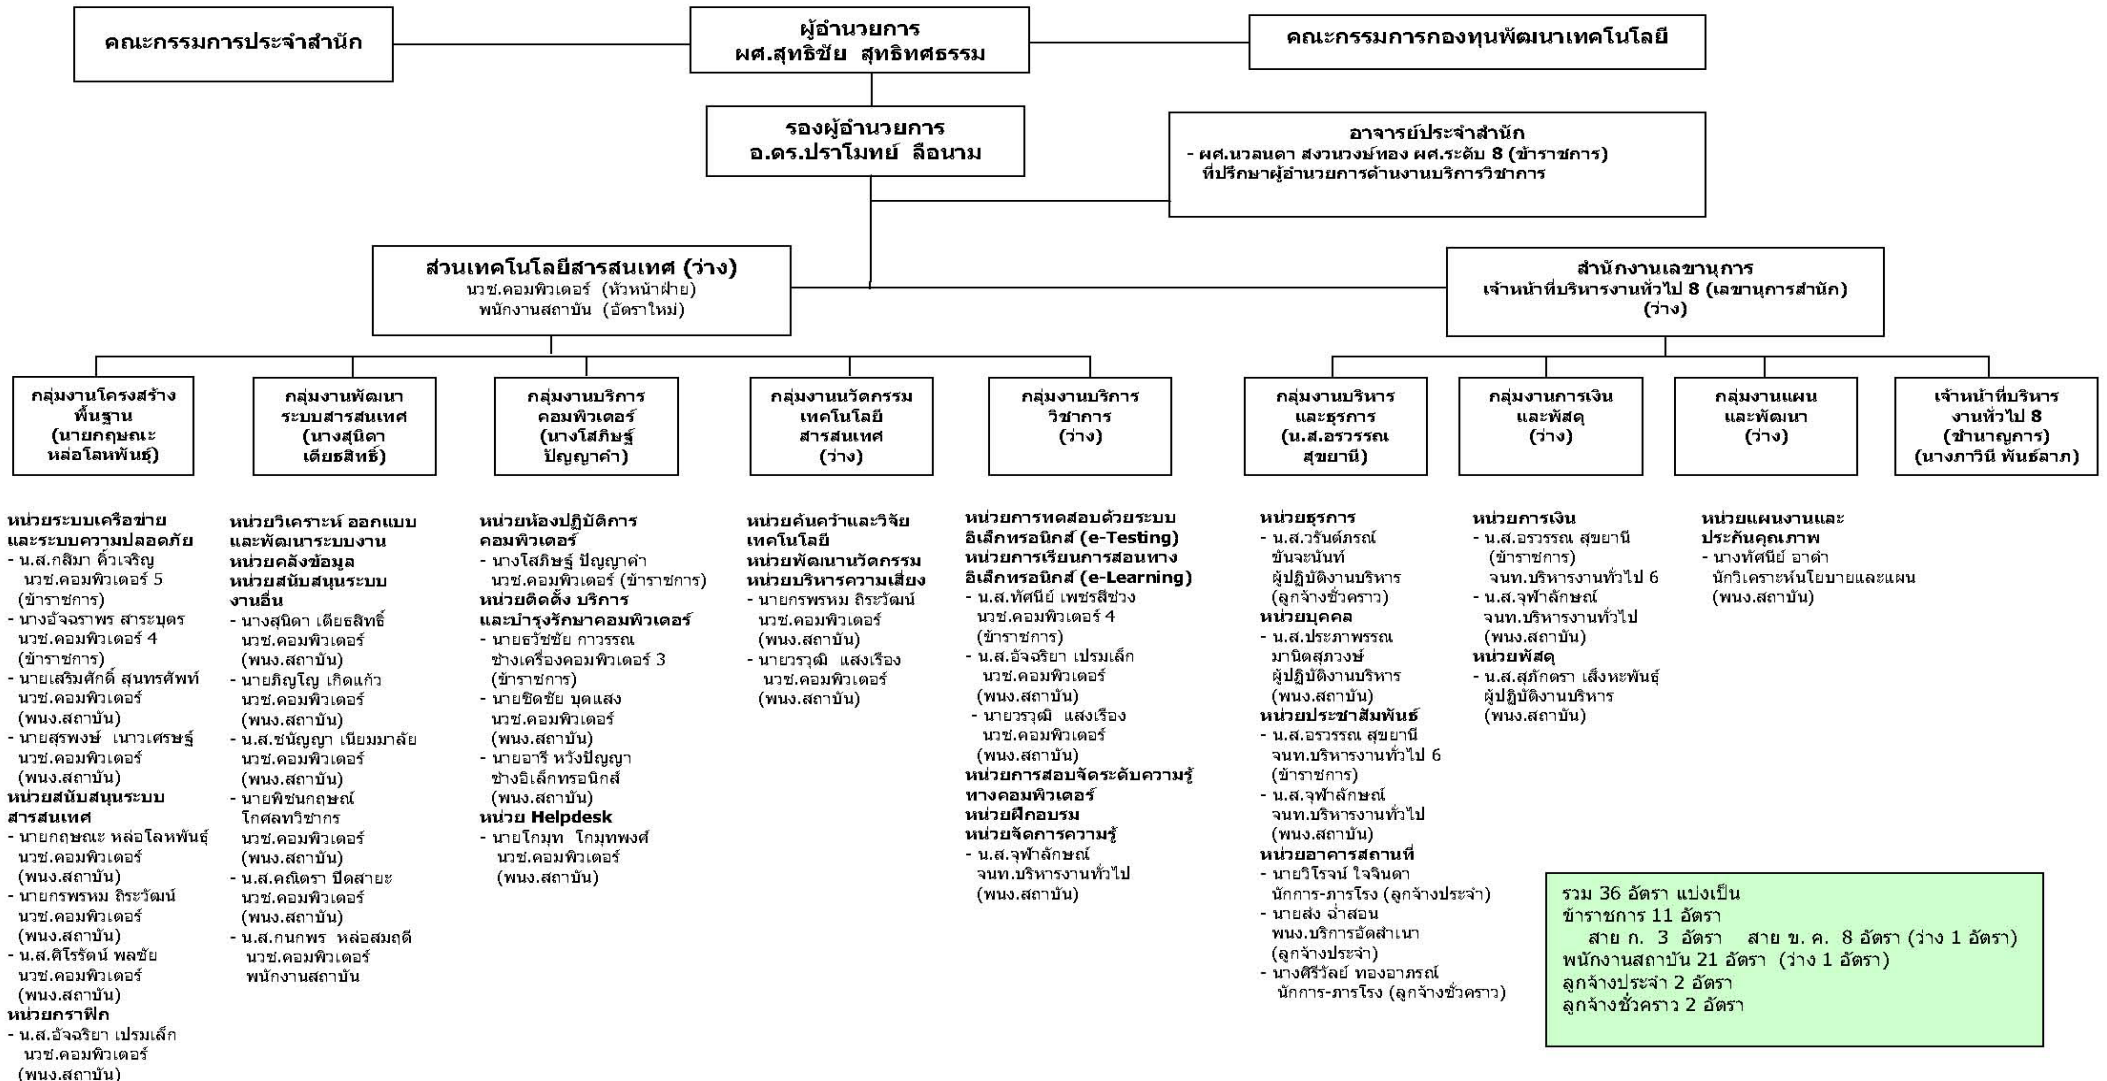 คณะกรรมการประจำสำนัก
ผู้อำนวยการ
ผศ.สุทธิชัย สุทธิทศธรรม
คณะกรรมการกองทุนพัฒนาเทคโนโลยี
รองผู้อำนวยการ
อ.ดร.ปราโมทย์ ลือนาม
อาจารย์ประจำสำนัก
- ผศ.นวลนดา สงวนวงษ์ทอง ผศ.ระดับ 8 (ข้าราชการ)
ที่ปรึกษาผู้อำนวยการด้านงานบริการวิชาการ
ส่วนเทคโนโลยีสารสนเทศ (ว่าง)
นวช.คอมพิวเตอร์ (หัวหน้าฝ่าย)
พนักงานสถาบัน (อัตราใหม่)
สำนักงานเลขานุการ
เจ้าหน้าที่บริหารงานทั่วไป 8 (เลขานุการสำนัก)
(ว่าง)
กลุ่มงานโครงสร้าง
พื้นฐาน
(นายกฤษณะ
หล่อโลหพันธุ์)
กลุ่มงานพัฒนา
ระบบสารสนเทศ
(นางสุนิดา
เดียธสิทธิ์)
กลุ่มงานบริการ
คอมพิวเตอร์
(นางโสภิษฐ์
ปัญญาคำ)
กลุ่มงานนวัตกรรม
เทคโนโลยี
สารสนเทศ
(ว่าง)
กลุ่มงานบริการ
วิชาการ
(ว่าง)
กลุ่มงานบริหาร
และธุรการ
(น.ส.อรวรรณ
สุขยานี)
กลุ่มงานการเงิน
และพัสดุ
(ว่าง)
กลุ่มงานแผน
และพัฒนา
(ว่าง)
เจ้าหน้าที่บริหาร
งานทั่วไป 8
(ชำนาญการ)
(นางภาวินี พันธ์ลาภ)
หน่วยระบบเครือข่าย
และระบบความปลอดภัย
- น.ส.กสิมา คิ้วเจริญ
นวช.คอมพิวเตอร์ 5
(ข้าราชการ)
- นางอัจฉราพร สาระบุตร
นวช.คอมพิวเตอร์ 4
(ข้าราชการ)
- นายเสริมศักดิ์ สุนทรศัพท์
นวช.คอมพิวเตอร์
(พนง.สถาบัน)
- นายสุรพงษ์ เนาวเศรษฐ์
นวช.คอมพิวเตอร์
(พนง.สถาบัน)
หน่วยสนับสนุนระบบ
สารสนเทศ
- นายกฤษณะ หล่อโลหพันธุ์
นวช.คอมพิวเตอร์
(พนง.สถาบัน)
- นายกรพรหม ถิระวัฒน์
นวช.คอมพิวเตอร์
(พนง.สถาบัน)
- น.ส.ศิโรรัตน์ พลชัย
นวช.คอมพิวเตอร์
(พนง.สถาบัน)
หน่วยกราฟิก
- น.ส.อัจฉริยา เปรมเล็ก
นวช.คอมพิวเตอร์
(พนง.สถาบัน)
หน่วยวิเคราะห์ ออกแบบ
และพัฒนาระบบงาน
หน่วยคลังข้อมูล
หน่วยสนับสนุนระบบ
งานอื่น
- นางสุนิดา เดียธสิทธิ์
นวช.คอมพิวเตอร์
(พนง.สถาบัน)
- นายภิญโญ เกิดแก้ว
นวช.คอมพิวเตอร์
(พนง.สถาบัน)
- น.ส.ชนัญญา เนียมมาลัย
นวช.คอมพิวเตอร์
(พนง.สถาบัน)
- นายพิชนกฤษณ์
โกศลทวิชากร
นวช.คอมพิวเตอร์
(พนง.สถาบัน)
- น.ส.คณิตรา ปิดสายะ
นวช.คอมพิวเตอร์
(พนง.สถาบัน)
- น.ส.กนกพร หล่อสมฤดี
นวช.คอมพิวเตอร์
พนักงานสถาบัน
หน่วยห้องปฏิบัติการ
คอมพิวเตอร์
- นางโสภิษฐ์ ปัญญาคำ
นวช.คอมพิวเตอร์ (ข้าราชการ)
หน่วยติดตั้ง บริการ
และบำรุงรักษาคอมพิวเตอร์
- นายธวัชชัย กาวรรณ
ช่างเครื่องคอมพิวเตอร์ 3
(ข้าราชการ)
- นายชิดชัย บุดแสง
นวช.คอมพิวเตอร์
(พนง.สถาบัน)
- นายอารี หวังปัญญา
ช่างอิเล็กทรอนิกส์
(พนง.สถาบัน)
หน่วย Helpdesk
- นายโกมุท โกมุทพงศ์
นวช.คอมพิวเตอร์
(พนง.สถาบัน)
หน่วยค้นคว้าและวิจัย
เทคโนโลยี
หน่วยพัฒนานวัตกรรม
หน่วยบริหารความเสี่ยง
- นายกรพรหม ถิระวัฒน์
นวช.คอมพิวเตอร์
(พนง.สถาบัน)
- นายวรวุฒิ แสงเรือง
นวช.คอมพิวเตอร์
(พนง.สถาบัน)
หน่วยการทดสอบด้วยระบบ
อิเล็กทรอนิกส์ (e-Testing)
หน่วยการเรียนการสอนทาง
อิเล็กทรอนิกส์ (e-Learning)
- น.ส.ทัศนีย์ เพชรสีช่วง
นวช.คอมพิวเตอร์ 4
(ข้าราชการ)
- น.ส.อัจฉริยา เปรมเล็ก
นวช.คอมพิวเตอร์
(พนง.สถาบัน)
- นายวรวุฒิ แสงเรือง
นวช.คอมพิวเตอร์
(พนง.สถาบัน)
หน่วยการสอบจัดระดับความรู้
ทางคอมพิวเตอร์
หน่วยฝึกอบรม
หน่วยจัดการความรู้
- น.ส.จุฬาลักษณ์
จนท.บริหารงานทั่วไป
(พนง.สถาบัน)
หน่วยธุรการ
- น.ส.วรันต์ภรณ์
ขันจะนันท์
ผู้ปฏิบัติงานบริหาร
(ลูกจ้างชั่วคราว)
หน่วยบุคคล
- น.ส.ประภาพรรณ
มานิตสุภวงษ์
ผู้ปฏิบัติงานบริหาร
(พนง.สถาบัน)
หน่วยประชาสัมพันธ์
- น.ส.อรวรรณ สุขยานี
จนท.บริหารงานทั่วไป 6
(ข้าราชการ)
- น.ส.จุฬาลักษณ์
จนท.บริหารงานทั่วไป
(พนง.สถาบัน)
หน่วยอาคารสถานที่
- นายวิโรจน์ ใจจินดา
นักการ-ภารโรง (ลูกจ้างประจำ)
- นายส่ง ฉ่ำสอน
พนง.บริการอัดสำเนา
(ลูกจ้างประจำ)
- นางศิรีวัลย์ ทองอาภรณ์
นักการ-ภารโรง (ลูกจ้างชั่วคราว)
หน่วยการเงิน
- น.ส.อรวรรณ สุขยานี
(ข้าราชการ)
จนท.บริหารงานทั่วไป 6
- น.ส.จุฬาลักษณ์
จนท.บริหารงานทั่วไป
(พนง.สถาบัน)
หน่วยพัสดุ
- น.ส.สุภักตรา เส็งหะพันธุ์
ผู้ปฏิบัติงานบริหาร
(พนง.สถาบัน)
หน่วยแผนงานและ
ประกันคุณภาพ
- นางทัศนีย์ อาดำ
นักวิเคราะห์นโยบายและแผน
(พนง.สถาบัน)
รวม 36 อัตรา แบ่งเป็น
ข้าราชการ 11 อัตรา
สาย ก. 3 อัตรา สาย ข. ค. 8 อัตรา (ว่าง 1 อัตรา)
พนักงานสถาบัน 21 อัตรา (ว่าง 1 อัตรา)
ลูกจ้างประจำ 2 อัตรา
ลูกจ้างชั่วคราว 2 อัตรา